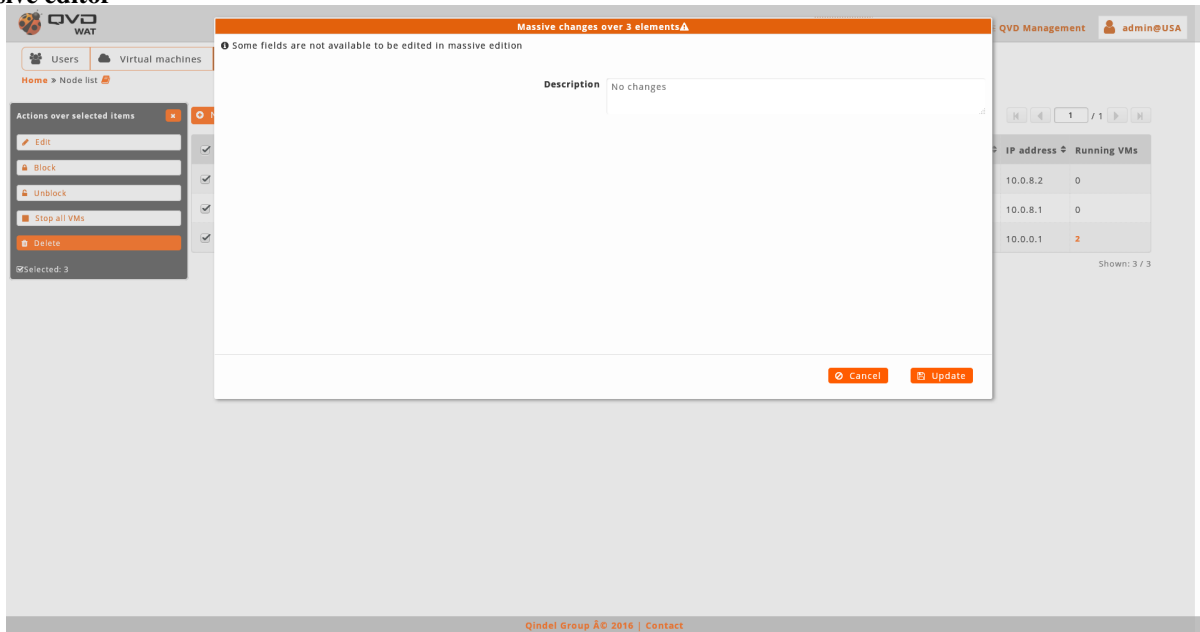 sive editor
QVD
WAT
Massive changes over 3 elements
QVD Management
admin@USA
Some fields are not available to be edited in massive edition
Users
Virtual machines
Home » Node list
Description
No changes
Actions over selected items
1 / 1
Edit
IP address
Running VMs
Block
10.0.8.2
0
Unblock
10.0.8.1
0
Stop all VMs
10.0.0.1
2
Delete
Selected: 3
Shown: 3 / 3
Cancel
Update
Qindel Group Â© 2016 | Contact